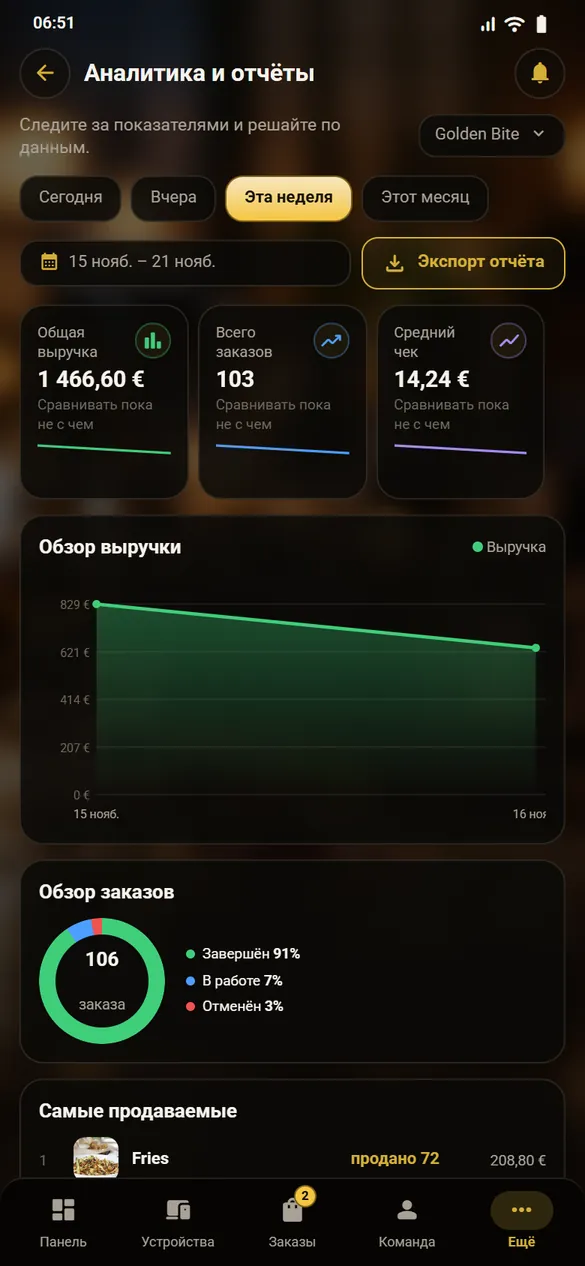 06:51
Аналитика и отчёты
Следите за показателями и решайте по
данным.
Golden Bite
Сегодня
Вчера
Эта неделя
Этот месяц
15 нояб. – 21 нояб.
Экспорт отчёта
Общая
выручка
1 466,60 €
Сравнивать пока
не с чем
Всего
заказов
103
Сравнивать пока
не с чем
Средний
чек
14,24 €
Сравнивать пока
не с чем
Обзор выручки
Выручка
829 €
621 €
414 €
207 €
0 €
15 нояб.
16 ноя
Обзор заказов
106
заказа
Завершён 91%
В работе 7%
Отменён 3%
Самые продаваемые
1
Fries
продано 72
208,80 €
2
Панель
Устройства
Заказы
Команда
Ещё